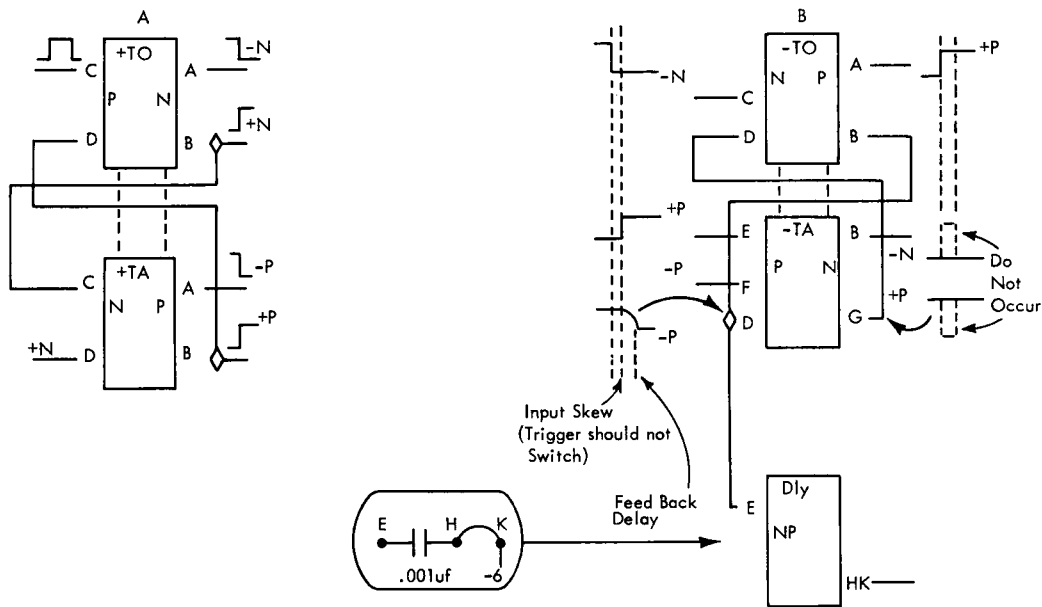 A
+TO
C
P
N
A
-N
D
B
+N
+TA
C
N
P
A
-P
+P
+N
D
B
B
-TO
N
P
A
+P
-N
C
D
B
+P
-TA
E
P
N
B
-N
Do
Not
Occur
-P
F
+P
D
G
-P
Input Skew
(Trigger should not
Switch)
Feed Back
Delay
E
H
K
.001uf
-6
Dly
E
NP
HK